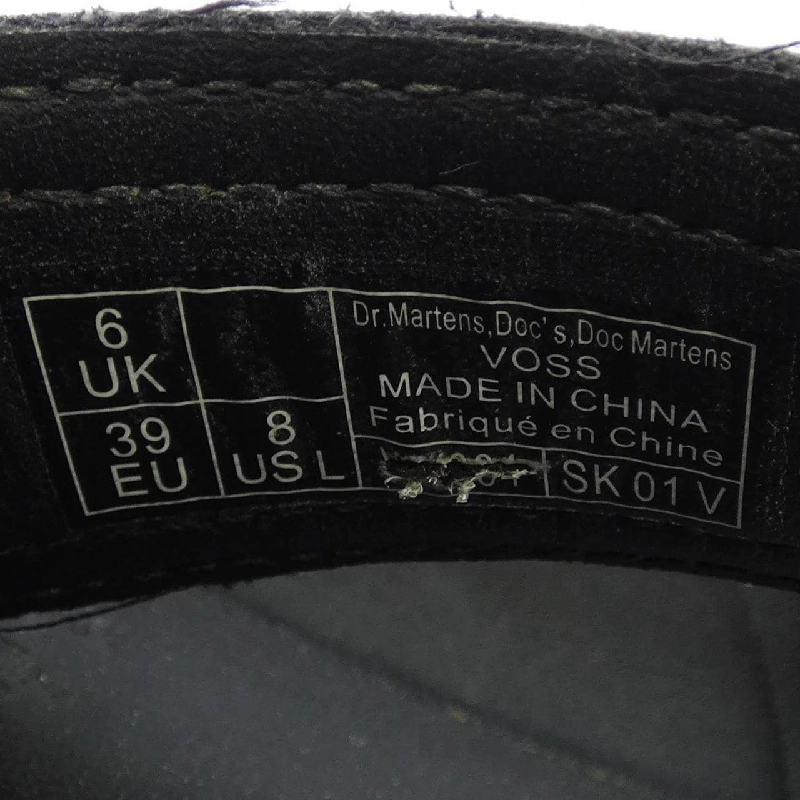 6
UK
39
EU
8
US L
Dr.Martens,Doc's,Doc Martens
VOSS
MADE IN CHINA
Fabriqué en Chine
SK 01 V